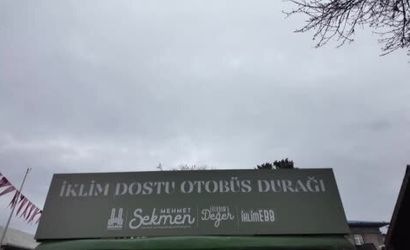 İKLİM DOSTU OTOBÜS DURAĞI
MEHMET
Sekmen
Değer
İKLİMEBB